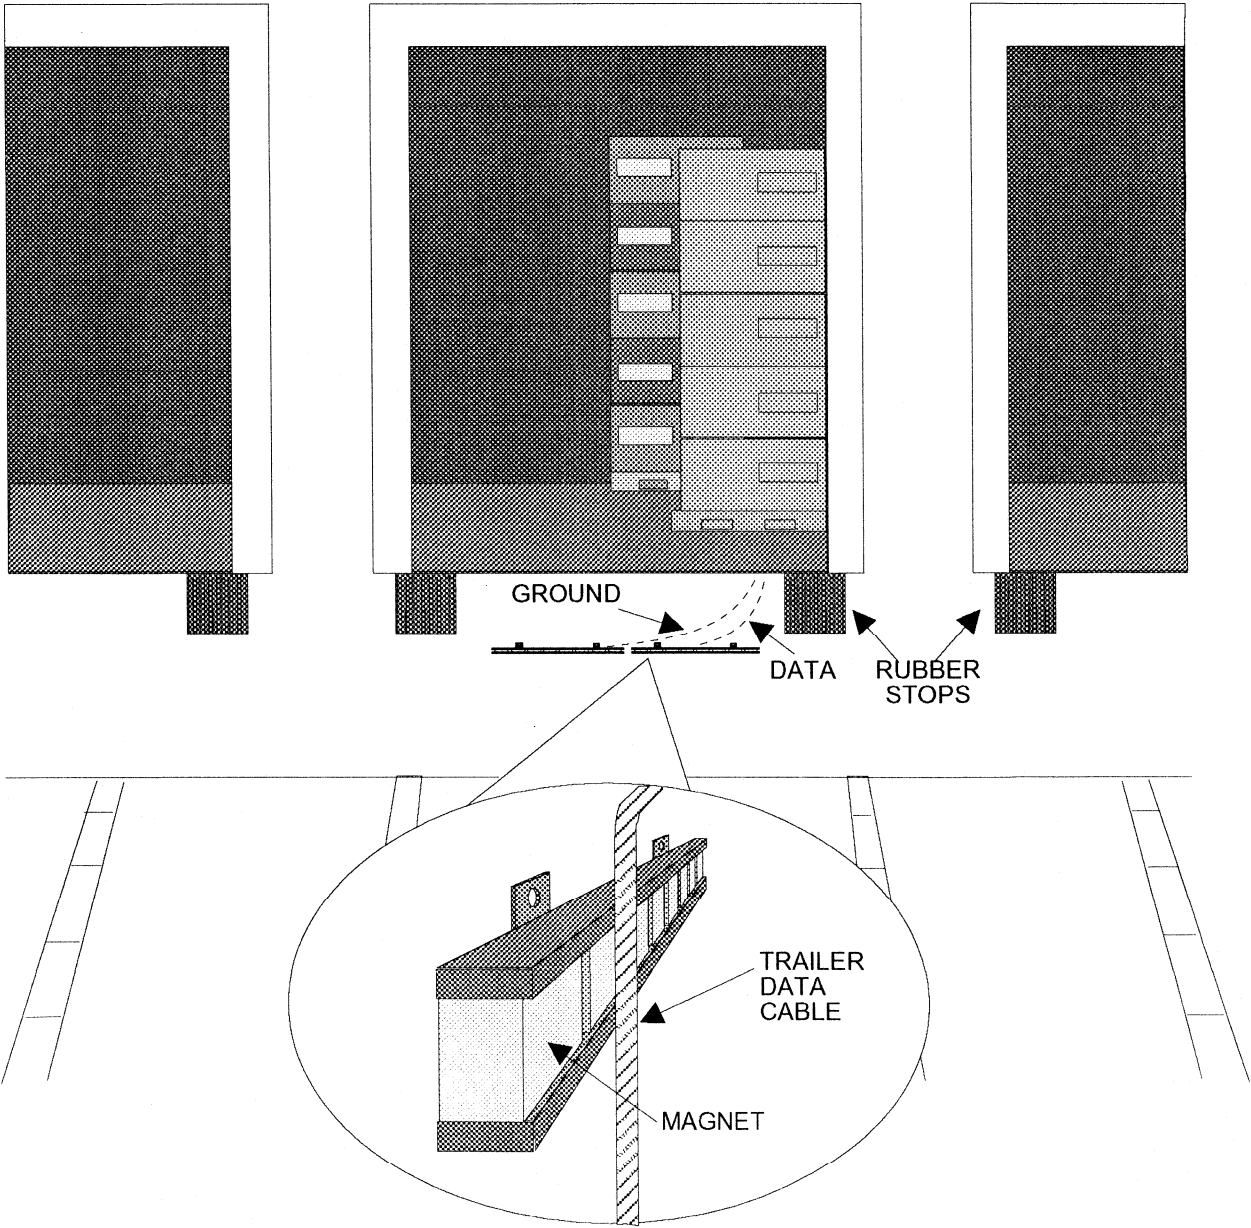 GROUND
DATA
RUBBER
STOPS
TRAILER
DATA
CABLE
MAGNET